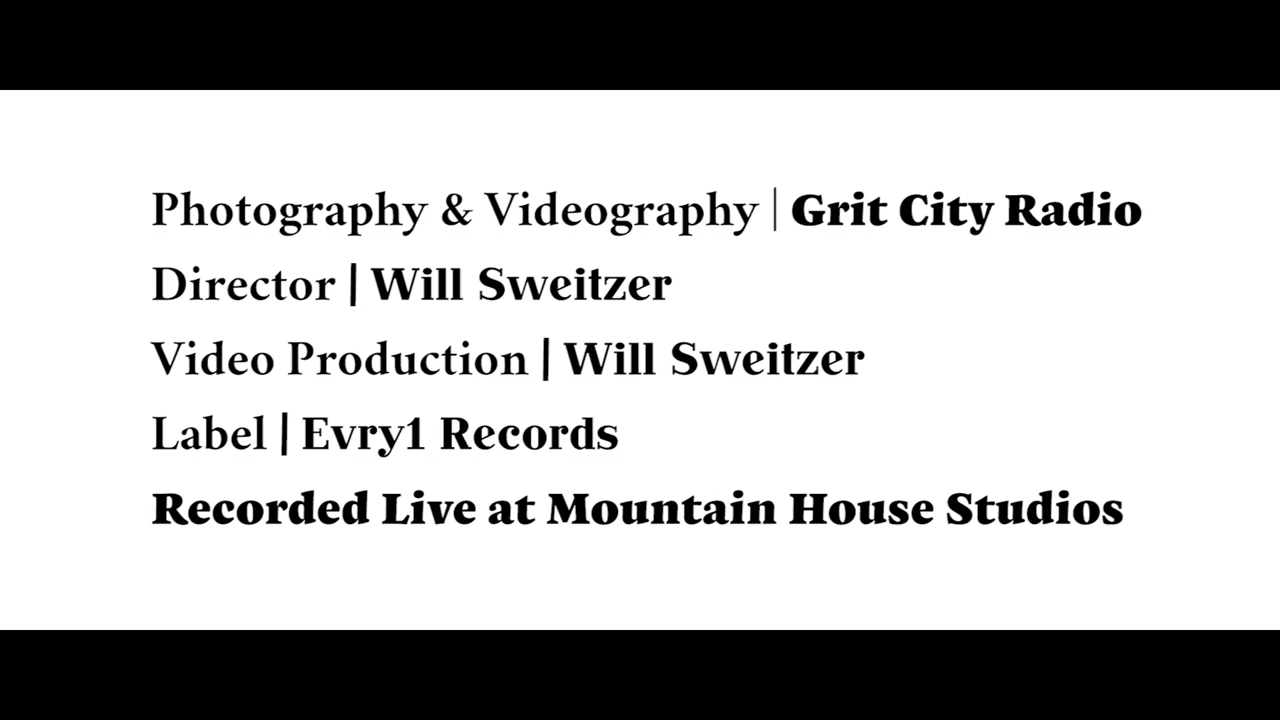 Photography & Videography | Grit City Radio
Director | Will Sweitzer
Video Production | Will Sweitzer
Label | Evry1 Records
Recorded Live at Mountain House Studios